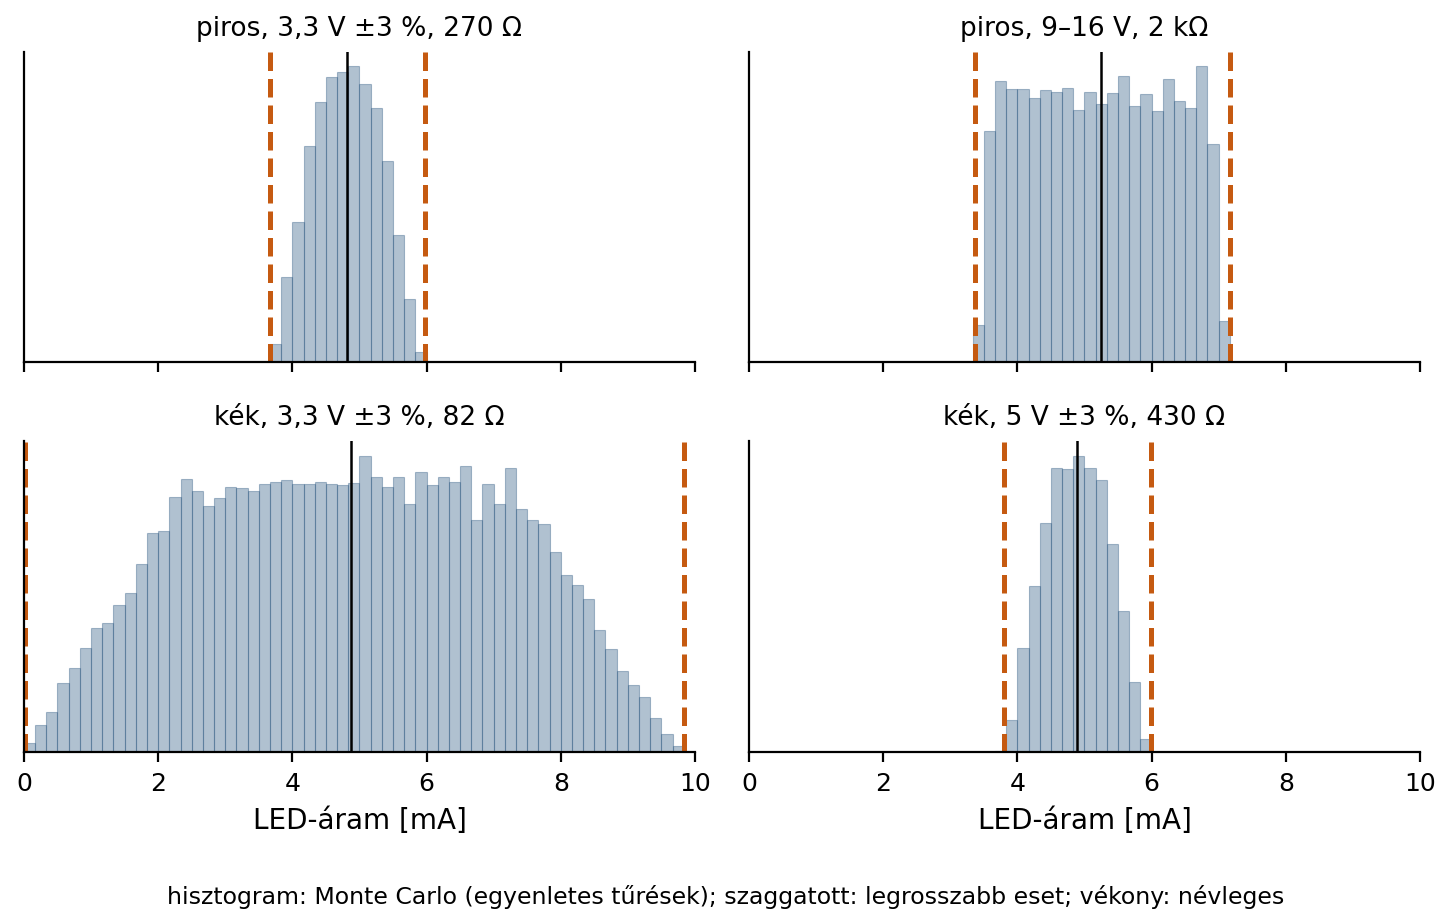 piros, 3,3 V ±3 %, 270 Ω
piros, 9–16 V, 2 kΩ
kék, 3,3 V ±3 %, 82 Ω
kék, 5 V ±3 %, 430 Ω
0 2 4 6 8 10
0 2 4 6 8 10
LED-áram [mA]
LED-áram [mA]
hisztogram: Monte Carlo (egyenletes tűrések); szaggatott: legrosszabb eset; vékony: névleges